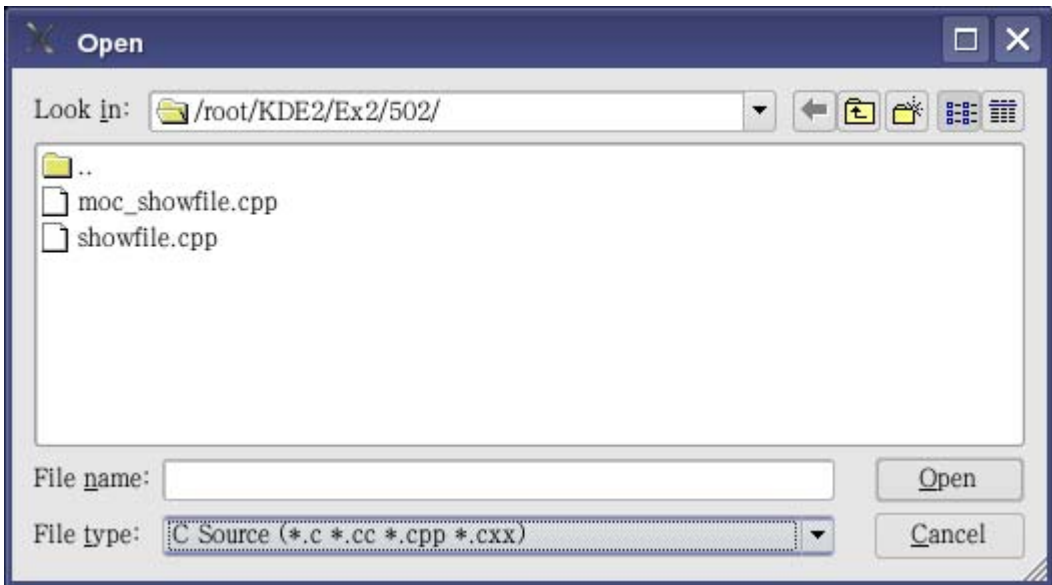 Open
Look in: /root/KDE2/Ex2/502/
..
moc_showfile.cpp
showfile.cpp
File name: Open
File type: C Source (*.c *.cc *.cpp *.cxx) Cancel